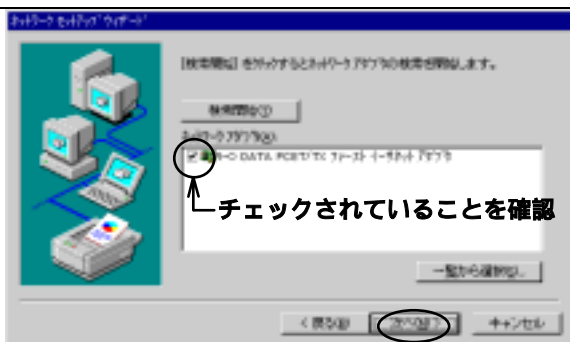 ネットワーク セットアップ ウィザード
[検索開始] をクリックするとネットワーク アダプタの検索を開始します。
検索開始(T)
ネットワーク アダプタ(A):
I-O DATA PCET/TX ファースト イーサネット アダプタ
チェックされていることを確認
一覧から選択(S)...
< 戻る(B)
次へ(N) >
キャンセル